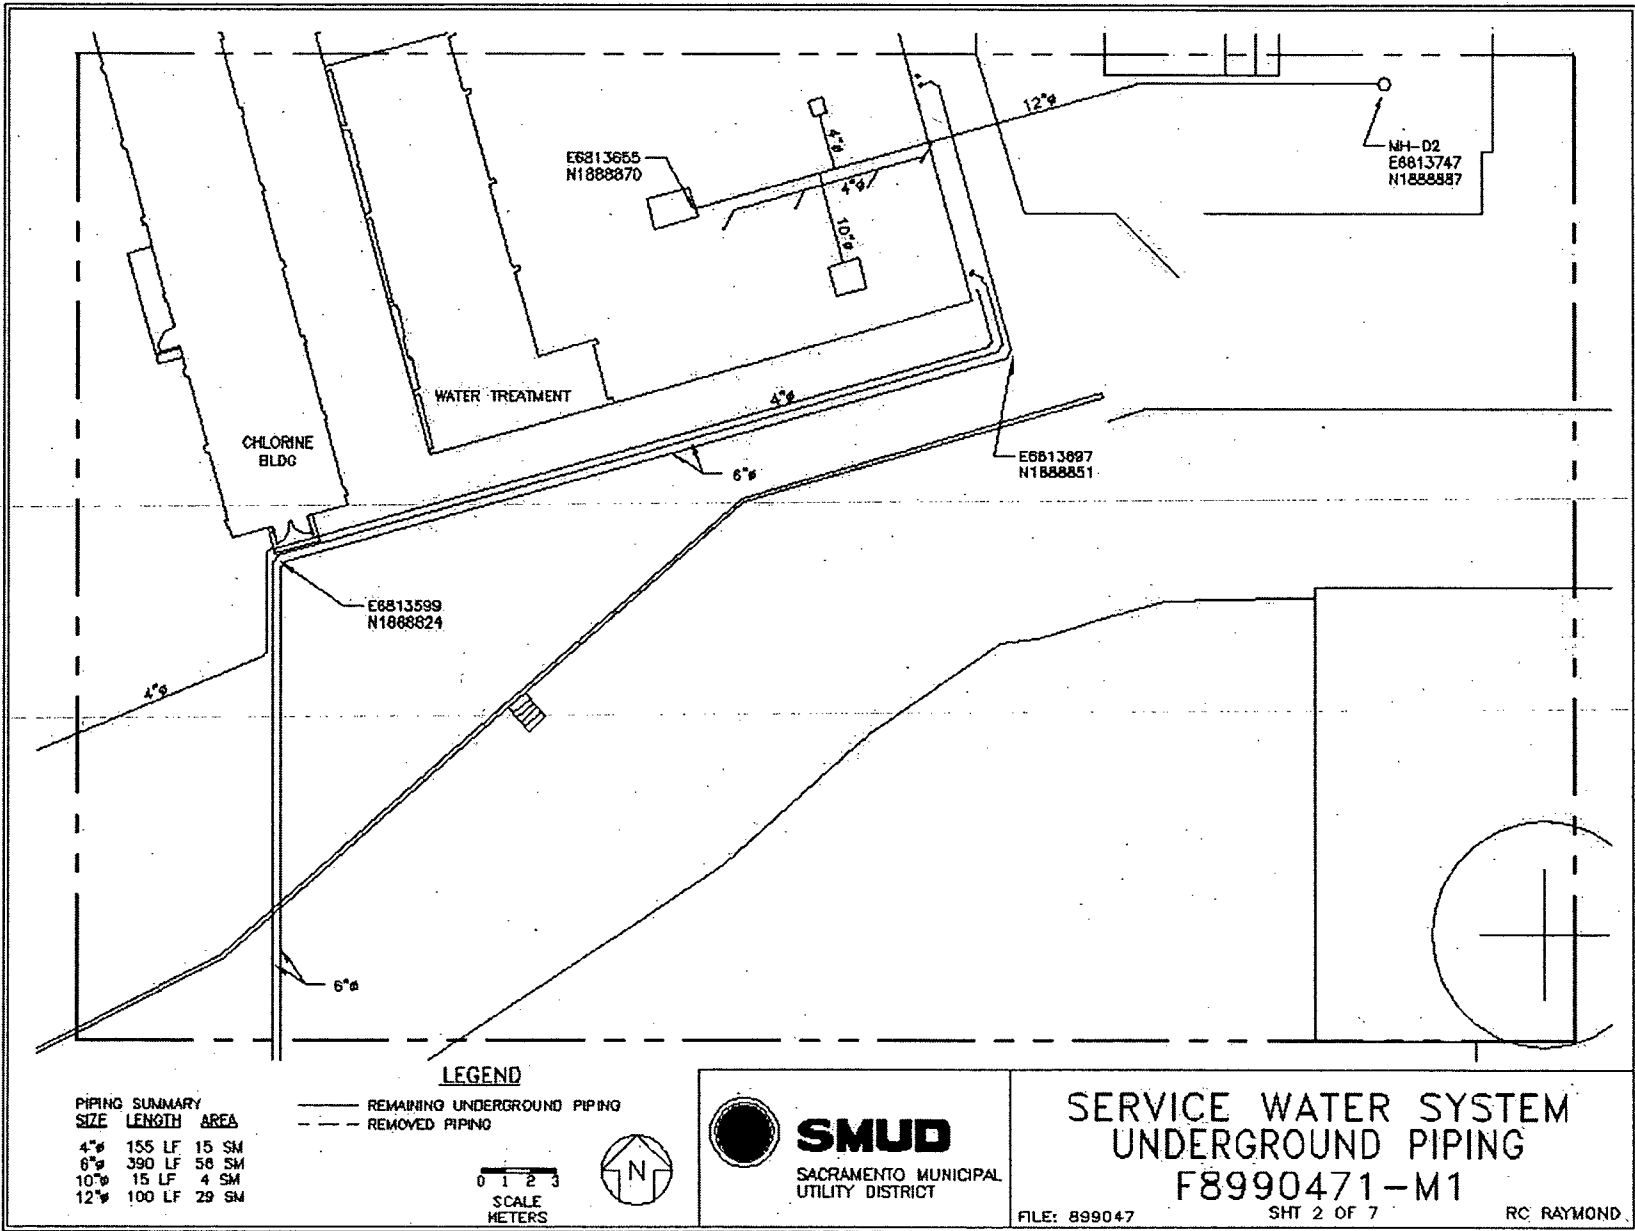 12"ø
4"ø
E6813655
N1888870
MH-D2
E6813747
N1888887
4"ø
10"ø
WATER TREATMENT
4"ø
CHLORINE
BLDG
6"ø
E6813697
N1888851
E6813599
N1888824
4"ø
6"ø
LEGEND
REMAINING UNDERGROUND PIPING
REMOVED PIPING
PIPING SUMMARY
SIZE LENGTH AREA
4"ø 155 LF 15 SM
6"ø 390 LF 58 SM
10"ø 15 LF 4 SM
12"ø 100 LF 29 SM
N
0 1 2 3
SCALE
METERS
SMUD
SACRAMENTO MUNICIPAL
UTILITY DISTRICT
SERVICE WATER SYSTEM
UNDERGROUND PIPING
F8990471-M1
FILE: 899047
SHT 2 OF 7
RC RAYMOND